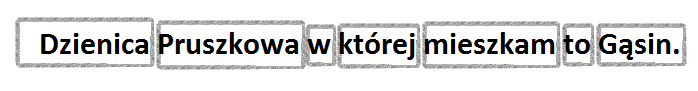 Dzienica Pruszkowa w której mieszkam to Gąsin.